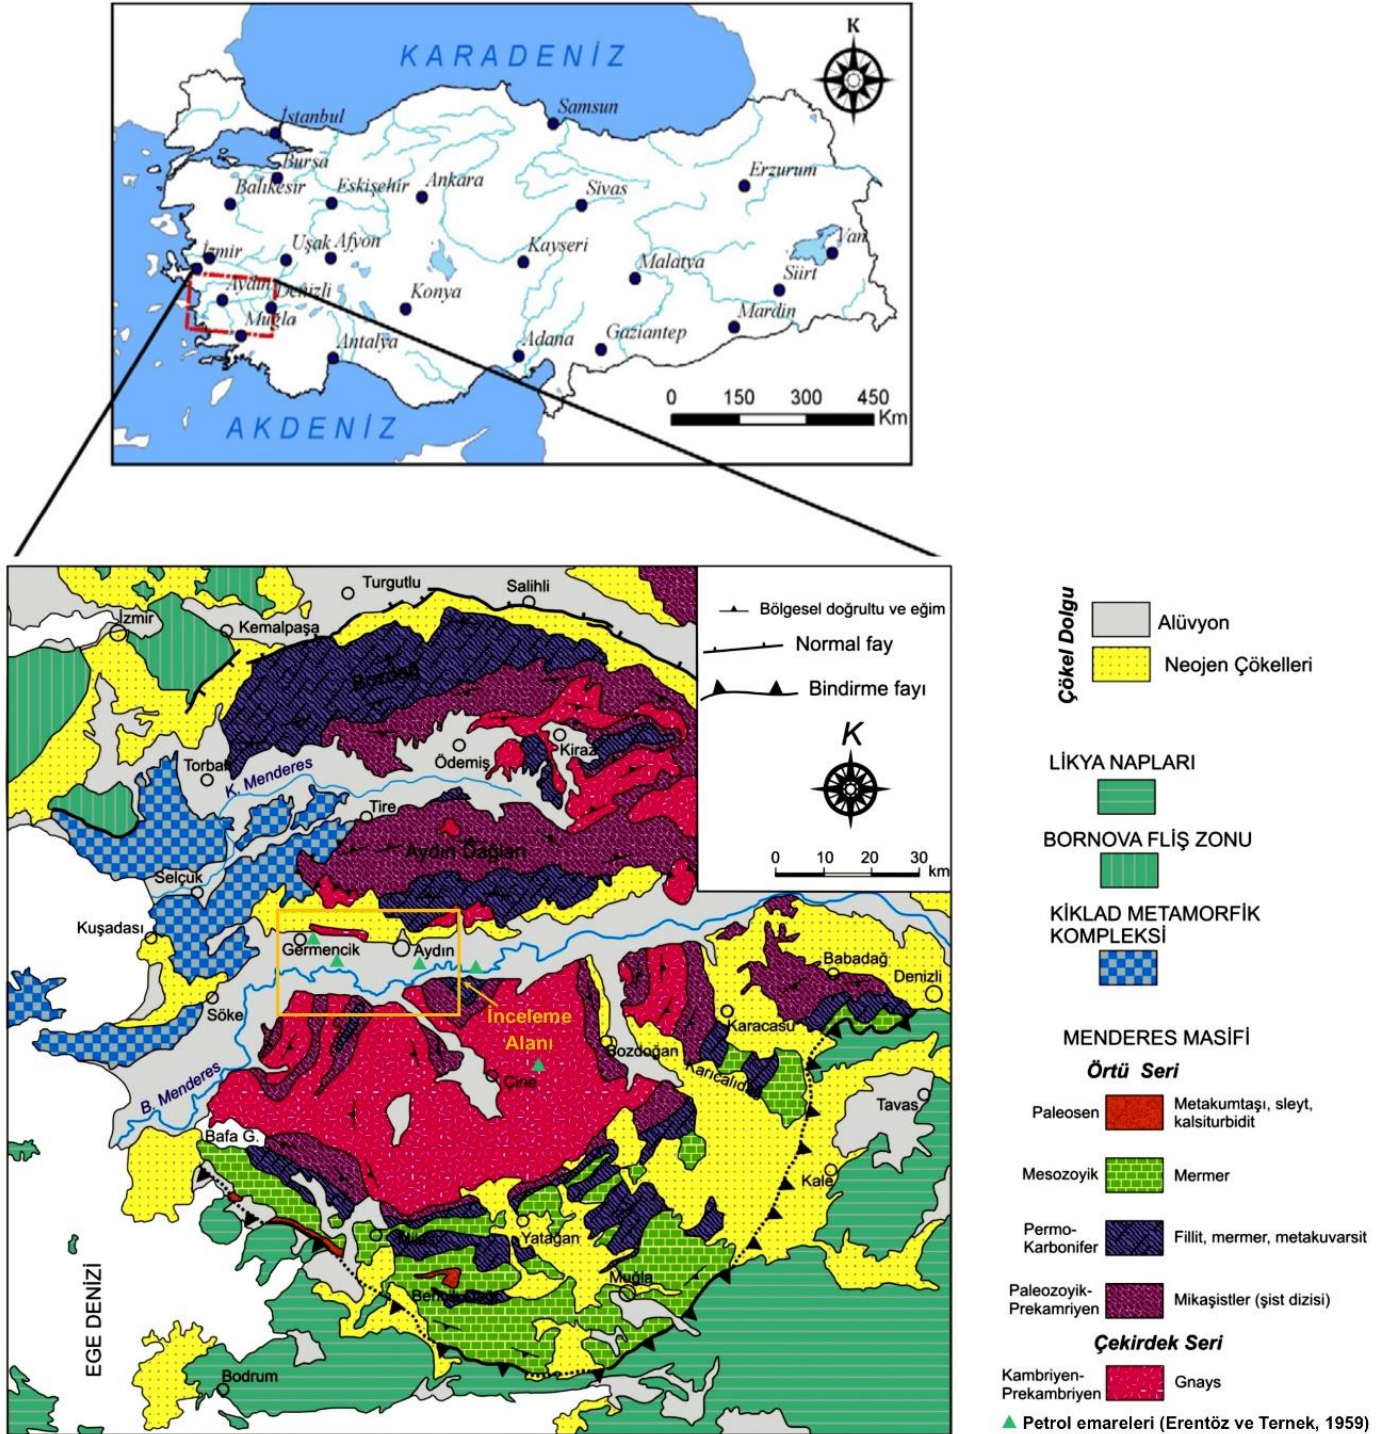 KARADENİZ
K
İstanbul
Samsun
Bursa
Balıkesir
Eskişehir
Ankara
Sivas
Erzurum
İzmir
Uşak
Afyon
Kayseri
Van
Malatya
Siirt
Aydın
Denizli
Konya
Muğla
Mardin
Antalya
Adana
Gaziantep
0 150 300 450
Km
AKDENİZ
Turgutlu
Salihli
İzmir
Kemalpaşa
Bozdağ
Torbalı
K. Menderes
Ödemiş
Kiraz
Tire
Aydın Dağları
Selçuk
Kuşadası
Germencik
Aydın
Babadağ
Denizli
Söke
İnceleme
Alanı
Karacasu
Bozdoğan
Karıcalıd
Çine
B. Menderes
Tavas
Bafa G.
Kale
Milas
Yatağan
Muğla
EGE DENİZİ
Bodrum
Bölgesel doğrultu ve eğim
Normal fay
Bindirme fayı
K
0 10 20 30
km
Çökel Dolgu
Alüvyon
Neojen Çökelleri
LİKYA NAPLARI
BORNOVA FLİŞ ZONU
KİKLAD METAMORFİK
KOMPLEKSİ
MENDERES MASİFİ
Örtü Seri
Paleosen
Metakumtaşı, sleyt,
kalsiturbidit
Mesozoyik
Mermer
Permo-
Karbonifer
Fillit, mermer, metakuvarsit
Paleozoyik-
Prekamriyen
Mikaşistler (şist dizisi)
Çekirdek Seri
Kambriyen-
Prekambriyen
Gnays
Petrol emareleri (Erentöz ve Ternek, 1959)